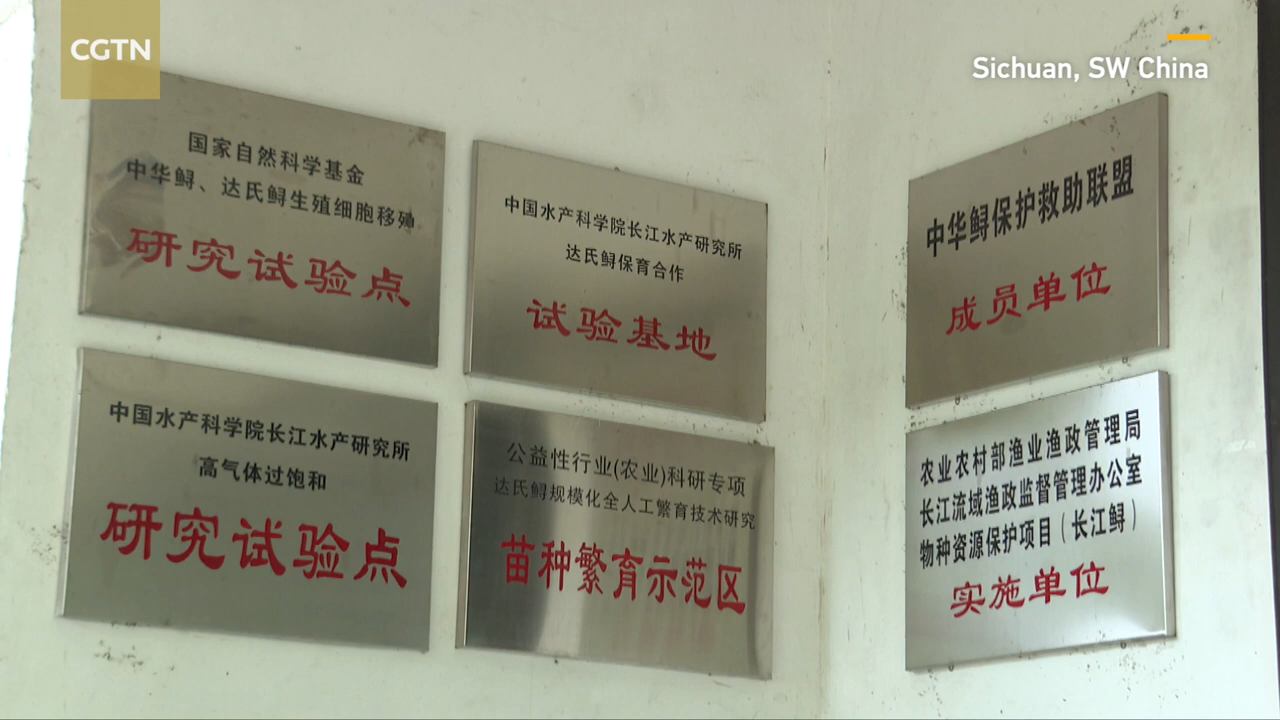 CGTN
Sichuan, SW China
国家自然科学基金
中华鲟、达氏鲟生殖细胞移殖
研究试验点
中国水产科学院长江水产研究所
达氏鲟保育合作
试验基地
中华鲟保护救助联盟
成员单位
中国水产科学院长江水产研究所
高气体过饱和
研究试验点
公益性行业(农业)科研专项
达氏鲟规模化全人工繁育技术研究
苗种繁育示范区
农业农村部渔业渔政管理局
长江流域渔政监督管理办公室
物种资源保护项目（长江鲟）
实施单位